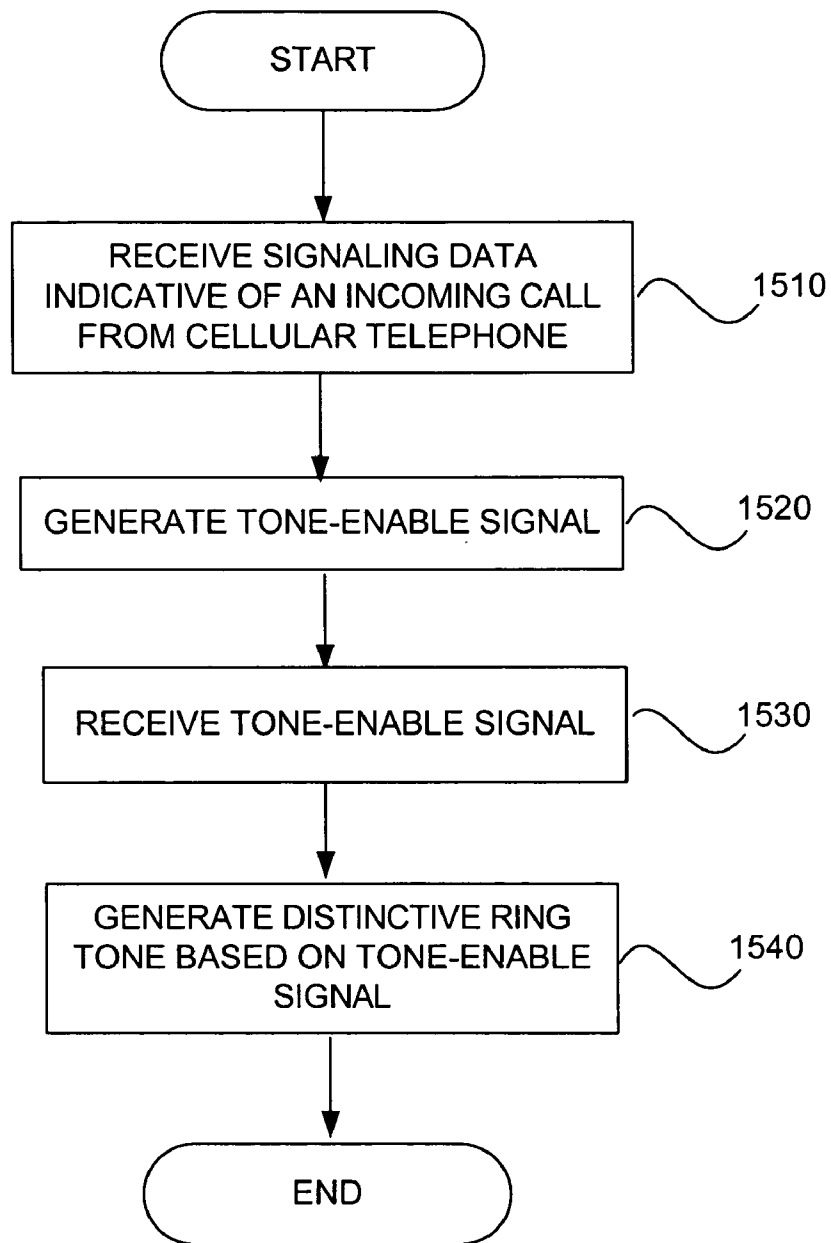 START
RECEIVE SIGNALING DATA
INDICATIVE OF AN INCOMING CALL
FROM CELLULAR TELEPHONE
1510
GENERATE TONE-ENABLE SIGNAL
1520
RECEIVE TONE-ENABLE SIGNAL
1530
GENERATE DISTINCTIVE RING
TONE BASED ON TONE-ENABLE
SIGNAL
1540
END